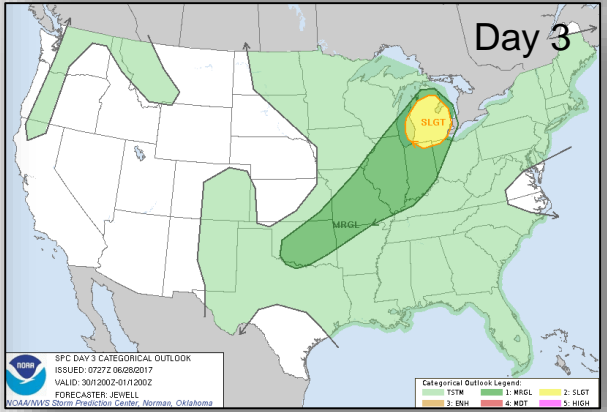 Day 3
SLGT
MRGL
NOAA
SPC DAY 3 CATEGORICAL OUTLOOK
ISSUED: 0727Z 06/28/2017
VALID: 30/1200Z-01/1200Z
FORECASTER: JEWELL
NOAA/NWS Storm Prediction Center, Norman, Oklahoma
Categorical Outlook Legend:
TSTM 1: MRGL 2: SLGT
3: ENH 4: MDT 5: HIGH